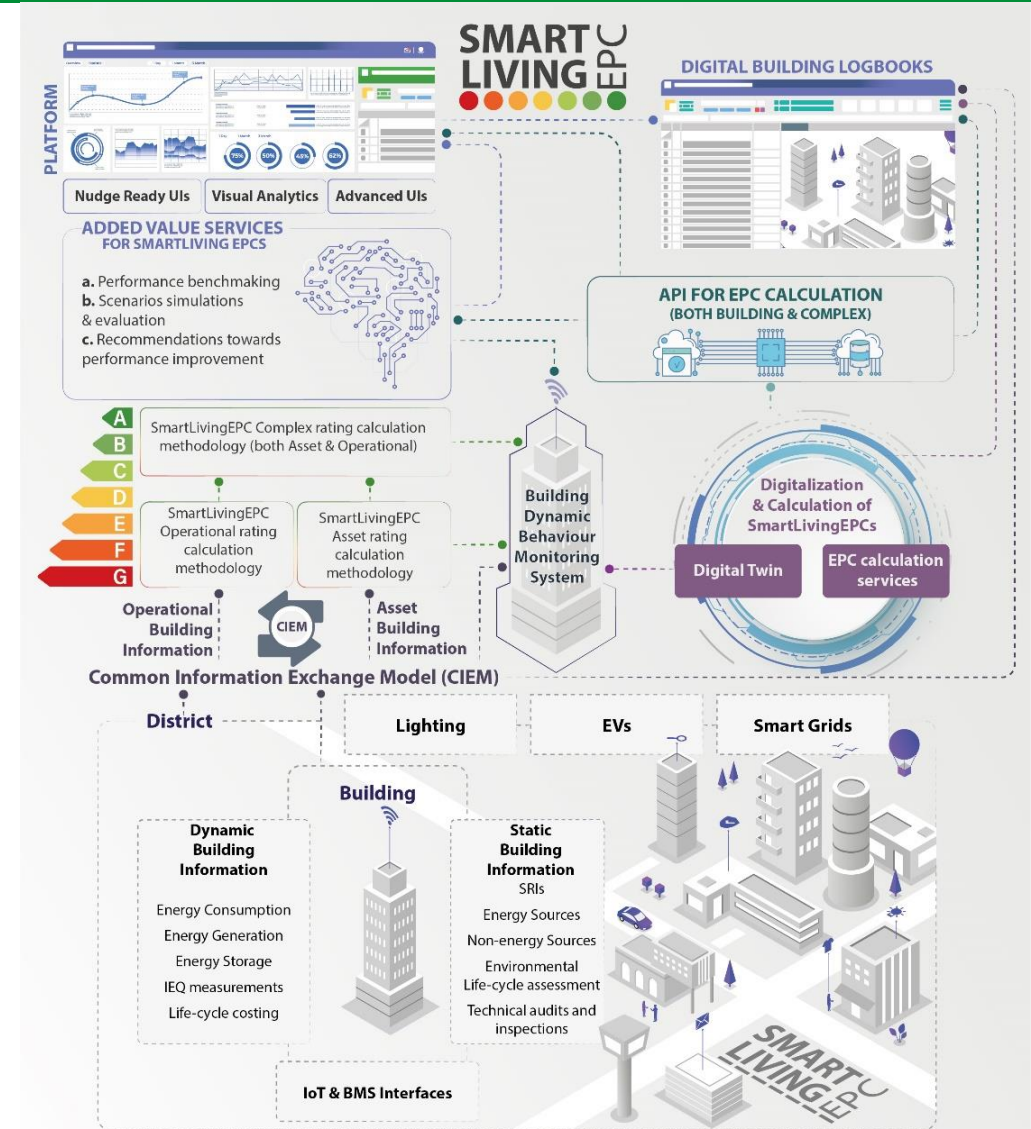 SMART
LIVING
EPC
PLATFORM
DIGITAL BUILDING LOGBOOKS
75%
50%
45%
62%
Nudge Ready UIs
Visual Analytics
Advanced UIs
ADDED VALUE SERVICES
FOR SMARTLIVING EPCS
a. Performance benchmaking
b. Scenarios simulations
& evaluation
c. Recommendations towards
performance improvement
API FOR EPC CALCULATION
(BOTH BUILDING & COMPLEX)
A
B
C
D
E
F
G
SmartLivingEPC Complex rating calculation
methodology (both Asset & Operational)
SmartLivingEPC
Operational rating
calculation
methodology
SmartLivingEPC
Asset rating
calculation
methodology
Building
Dynamic
Behaviour
Monitoring
System
Digitalization
& Calculation of
SmartLivingEPCs
Digital Twin
EPC calculation
services
Operational
Building
Information
CIEM
Asset
Building
Information
Common Information Exchange Model (CIEM)
District
Lighting
EVs
Smart Grids
Building
Dynamic
Building
Information
Energy Consumption
Energy Generation
Energy Storage
IEQ measurements
Life-cycle costing
Static
Building
Information
SRIs
Energy Sources
Non-energy Sources
Environmental
Life-cycle assessment
Technical audits and
inspections
IoT & BMS Interfaces
SMART
LIVING
EPC